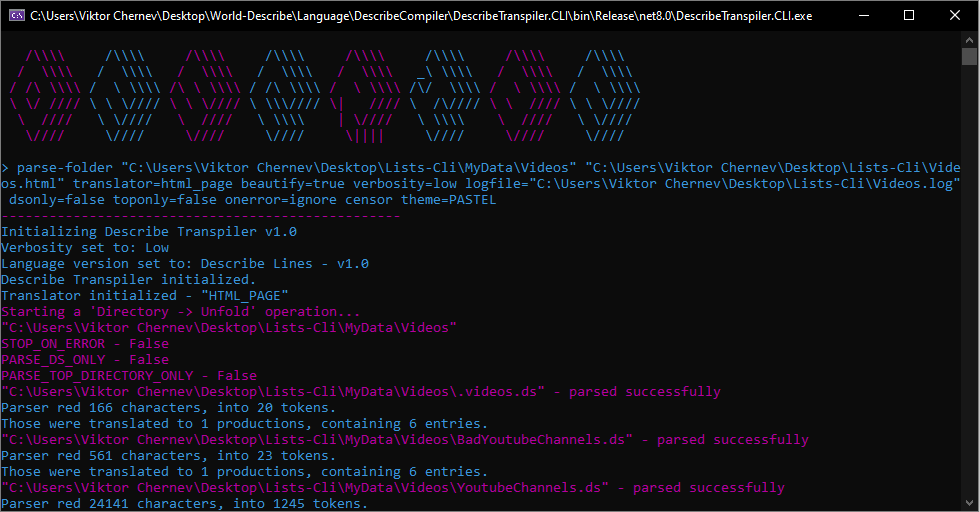 C:\Users\Viktor Chernev\Desktop\World-Describe\Language\DescribeCompiler\DescribeTranspiler.CLI\bin\Release\net8.0\DescribeTranspiler.CLI.exe
> parse-folder "C:\Users\Viktor Chernev\Desktop\Lists-Cli\MyData\Videos" "C:\Users\Viktor Chernev\Desktop\Lists-Cli\Vide
os.html" translator=html_page beautify=true verbosity=low logfile="C:\Users\Viktor Chernev\Desktop\Lists-Cli\Videos.log"
dsonly=false toponly=false onerror=ignore censor theme=PASTEL
--------------------------------------------------
Initializing Describe Transpiler v1.0
Verbosity set to: Low
Language version set to: Describe Lines - v1.0
Describe Transpiler initialized.
Translator initialized - "HTML_PAGE"
Starting a 'Directory -> Unfold' operation...
"C:\Users\Viktor Chernev\Desktop\Lists-Cli\MyData\Videos"
STOP_ON_ERROR - False
PARSE_DS_ONLY - False
PARSE_TOP_DIRECTORY_ONLY - False
"C:\Users\Viktor Chernev\Desktop\Lists-Cli\MyData\Videos\.videos.ds" - parsed successfully
Parser red 166 characters, into 20 tokens.
Those were translated to 1 productions, containing 6 entries.
"C:\Users\Viktor Chernev\Desktop\Lists-Cli\MyData\Videos\BadYoutubeChannels.ds" - parsed successfully
Parser red 561 characters, into 23 tokens.
Those were translated to 1 productions, containing 6 entries.
"C:\Users\Viktor Chernev\Desktop\Lists-Cli\MyData\Videos\YoutubeChannels.ds" - parsed successfully
Parser red 24141 characters, into 1245 tokens.